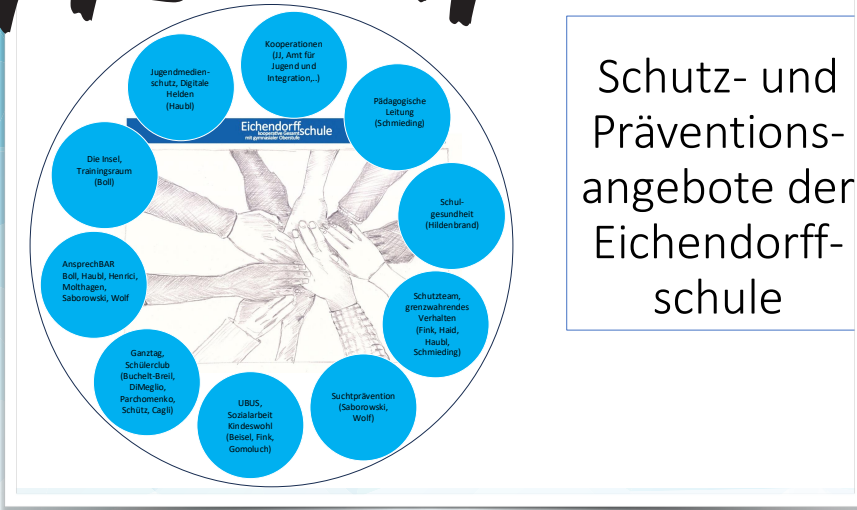 Kooperationen
(JJ, Amt für
Jugend und
Integration,..)
Pädagogische
Leitung
(Schmieding)
Schul-
gesundheit
(Hildenbrand)
Schutzteam,
grenzwahrendes
Verhalten
(Fink, Haid,
Haubl,
Schmieding)
Suchtprävention
(Saborowski,
Wolf)
UBUS,
Sozialarbeit
Kindeswohl
(Beisel, Fink,
Gomoluch)
Ganztag,
Schülerclub
(Buchelt-Breil,
DiMeglio,
Parchomenko,
Schütz, Cagli)
AnsprechBAR
Boll, Haubl, Henrici,
Molthagen,
Saborowski, Wolf
Die Insel,
Trainingsraum
(Boll)
Jugendmedien-
schutz, Digitale
Helden
(Haubl)
Eichendorffschule
kooperative Gesamt
mit gymnasialer Oberstufe
Schutz- und
Präventions-
angebote der
Eichendorff-
schule